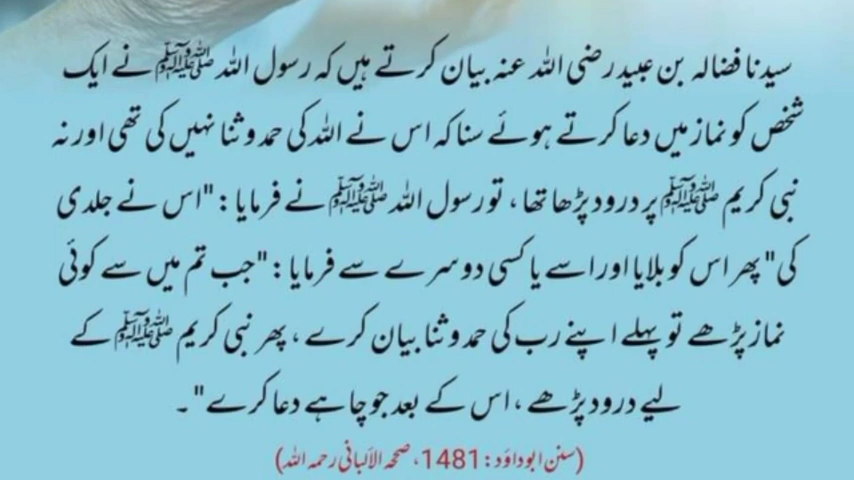 سیدنا فضالہ بن عبید رضی اللہ عنہ بیان کرتے ہیں کہ رسول اللہ ﷺ نے ایک
شخص کو نماز میں دعا کرتے ہوئے سنا کہ اس نے اللہ کی حمد و ثنا نہیں کی تھی اور نہ
نبی کریم ﷺ پر درود پڑھا تھا، تو رسول اللہ ﷺ نے فرمایا: "اس نے جلدی
کی" پھر اس کو بلایا اور اسے یا کسی دوسرے سے فرمایا: "جب تم میں سے کوئی
نماز پڑھے تو پہلے اپنے رب کی حمد و ثنا بیان کرے، پھر نبی کریم ﷺ کے
لیے درود پڑھے، اس کے بعد جو چاہے دعا کرے"۔
(سنن ابوداؤد: 1481، صححہ الألبانی رحمہ اللہ)